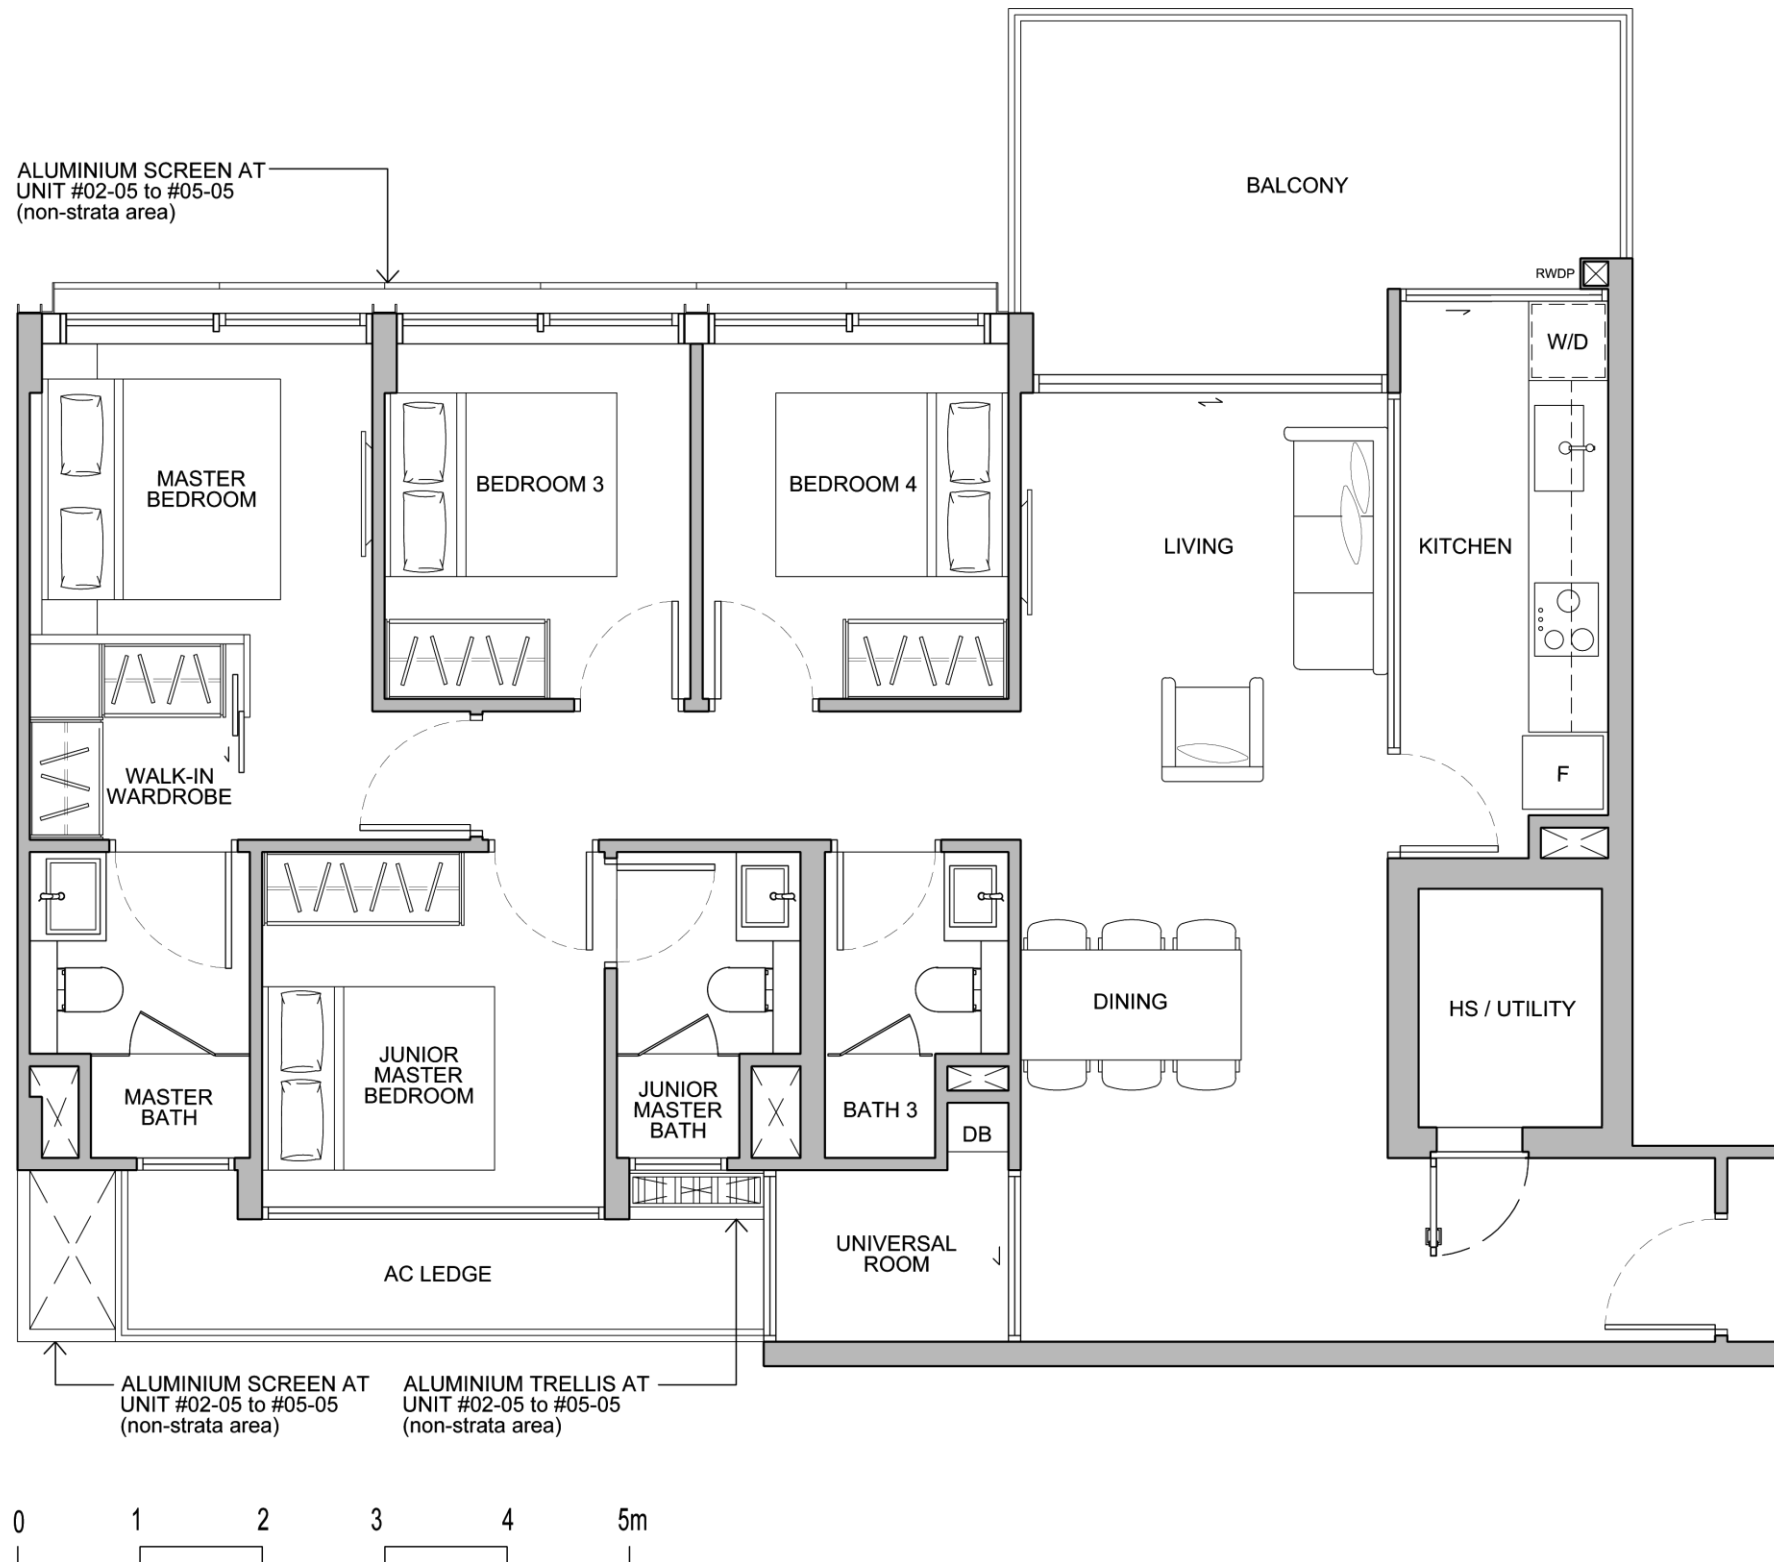 BALCONY
ALUMINIUM SCREEN AT
UNIT #02-05 to #05-05
(non-strata area)
RWDP
W/D
MASTER
BEDROOM
BEDROOM 3
BEDROOM 4
LIVING
KITCHEN
WALK-IN
WARDROBE
F
DINING
HS / UTILITY
JUNIOR
MASTER
BEDROOM
MASTER
BATH
JUNIOR
MASTER
BATH
BATH 3
DB
UNIVERSAL
ROOM
AC LEDGE
ALUMINIUM SCREEN AT
UNIT #02-05 to #05-05
(non-strata area)
ALUMINIUM TRELLIS AT
UNIT #02-05 to #05-05
(non-strata area)
0 1 2 3 4 5m